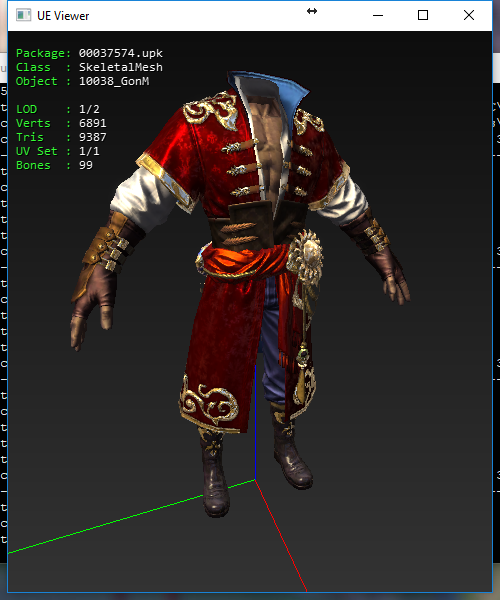 UE Viewer
Package: 00037574.upk
Class : SkeletalMesh
Object : 10038_GonM
LOD : 1/2
Verts : 6891
Tris : 9387
UV Set : 1/1
Bones : 99